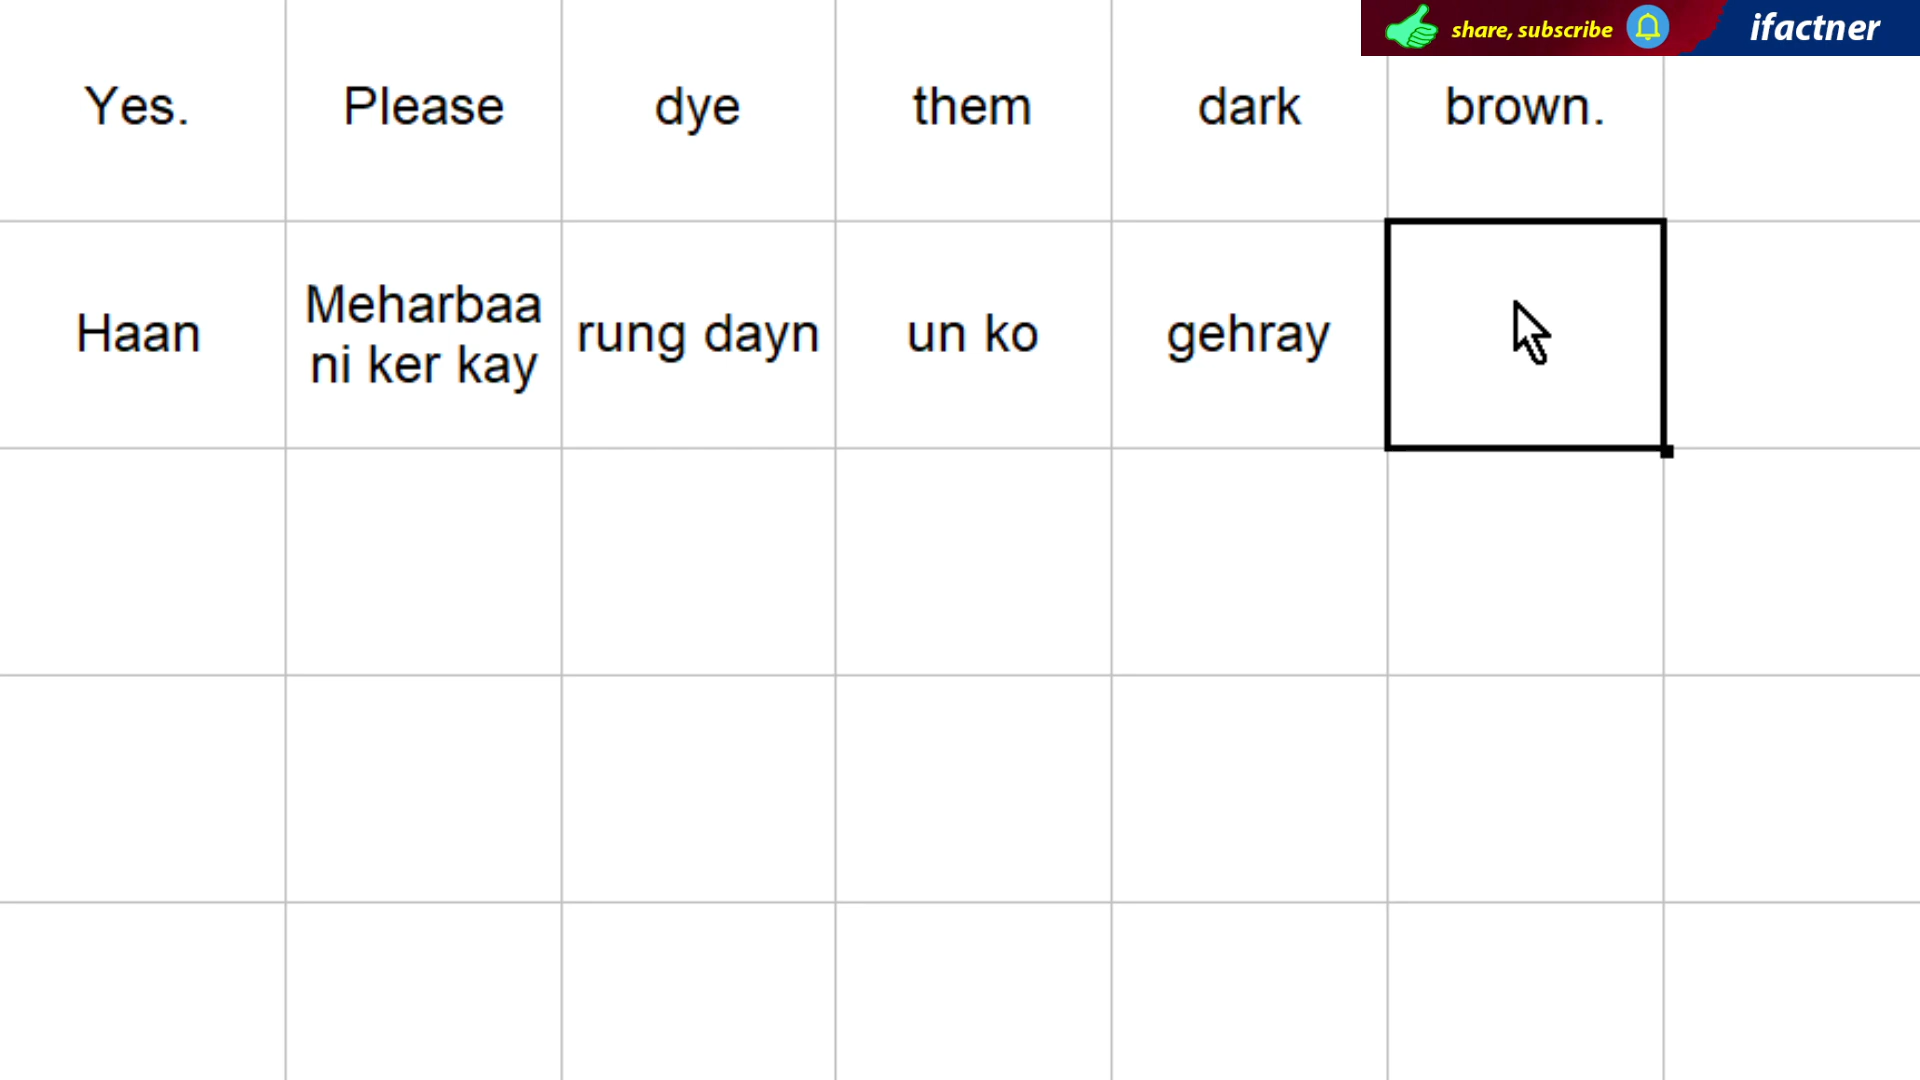 share, subscribe ifactner
Yes. Please dye them dark brown.
Haan Meharbaa rung dayn un ko gehray
ni ker kay